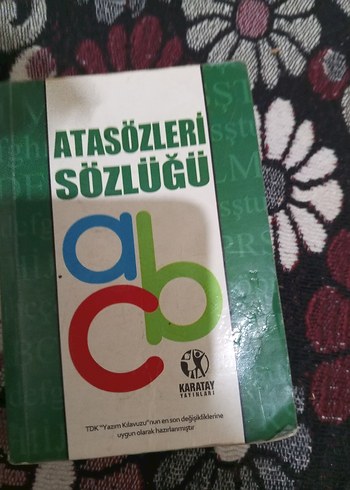 ATASÖZLERİ
SÖZLÜĞÜ
abc
KARATAY
YAYINLARI
TDK "Yazım Kılavuzu"nun en son değişikliklerine
uygun olarak hazırlanmıştır